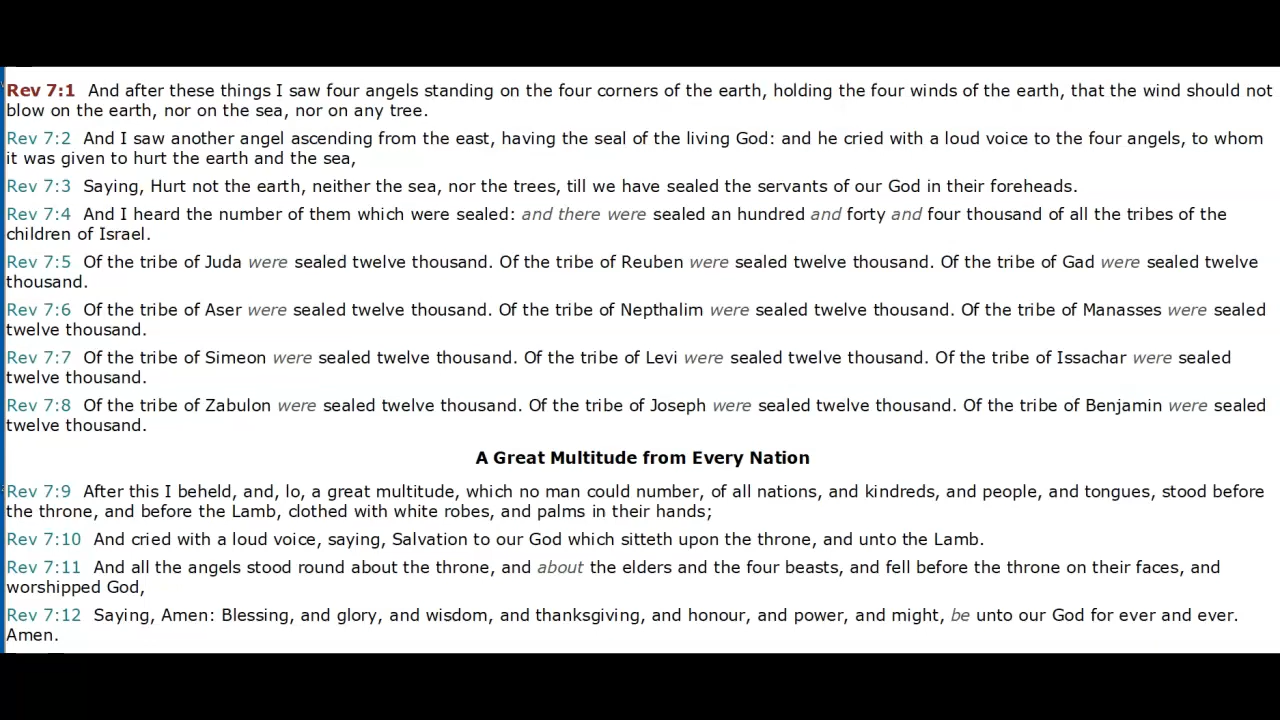 Rev 7:1 And after these things I saw four angels standing on the four corners of the earth, holding the four winds of the earth, that the wind should not
blow on the earth, nor on the sea, nor on any tree.
Rev 7:2 And I saw another angel ascending from the east, having the seal of the living God: and he cried with a loud voice to the four angels, to whom
it was given to hurt the earth and the sea,
Rev 7:3 Saying, Hurt not the earth, neither the sea, nor the trees, till we have sealed the servants of our God in their foreheads.
Rev 7:4 And I heard the number of them which were sealed: and there were sealed an hundred and forty and four thousand of all the tribes of the
children of Israel.
Rev 7:5 Of the tribe of Juda were sealed twelve thousand. Of the tribe of Reuben were sealed twelve thousand. Of the tribe of Gad were sealed twelve
thousand.
Rev 7:6 Of the tribe of Aser were sealed twelve thousand. Of the tribe of Nepthalim were sealed twelve thousand. Of the tribe of Manasses were sealed
twelve thousand.
Rev 7:7 Of the tribe of Simeon were sealed twelve thousand. Of the tribe of Levi were sealed twelve thousand. Of the tribe of Issachar were sealed
twelve thousand.
Rev 7:8 Of the tribe of Zabulon were sealed twelve thousand. Of the tribe of Joseph were sealed twelve thousand. Of the tribe of Benjamin were sealed
twelve thousand.
A Great Multitude from Every Nation
Rev 7:9 After this I beheld, and, lo, a great multitude, which no man could number, of all nations, and kindreds, and people, and tongues, stood before
the throne, and before the Lamb, clothed with white robes, and palms in their hands;
Rev 7:10 And cried with a loud voice, saying, Salvation to our God which sitteth upon the throne, and unto the Lamb.
Rev 7:11 And all the angels stood round about the throne, and about the elders and the four beasts, and fell before the throne on their faces, and
worshipped God,
Rev 7:12 Saying, Amen: Blessing, and glory, and wisdom, and thanksgiving, and honour, and power, and might, be unto our God for ever and ever.
Amen.